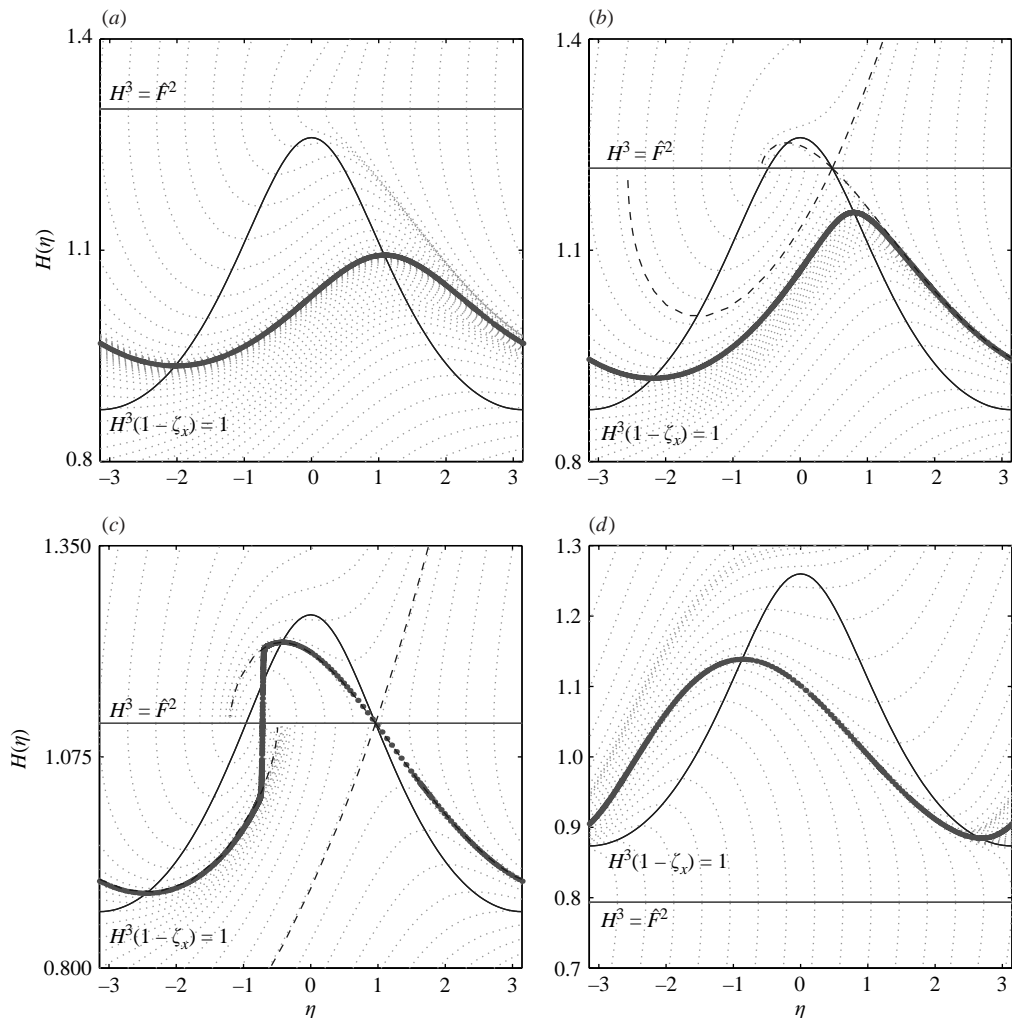 (a)
1.4
H³ = F̂²
H(η)
1.1
H³(1 – ζₓ) = 1
0.8
–3 –2 –1 0 1 2 3
(b)
1.4
H³ = F̂²
1.1
H³(1 – ζₓ) = 1
0.8
–3 –2 –1 0 1 2 3
(c)
1.350
H³ = F̂²
H(η)
1.075
H³(1 – ζₓ) = 1
0.800
–3 –2 –1 0 1 2 3
η
(d)
1.3
1.2
1.1
1.0
0.9
H³(1 – ζₓ) = 1
0.8
H³ = F̂²
0.7
–3 –2 –1 0 1 2 3
η